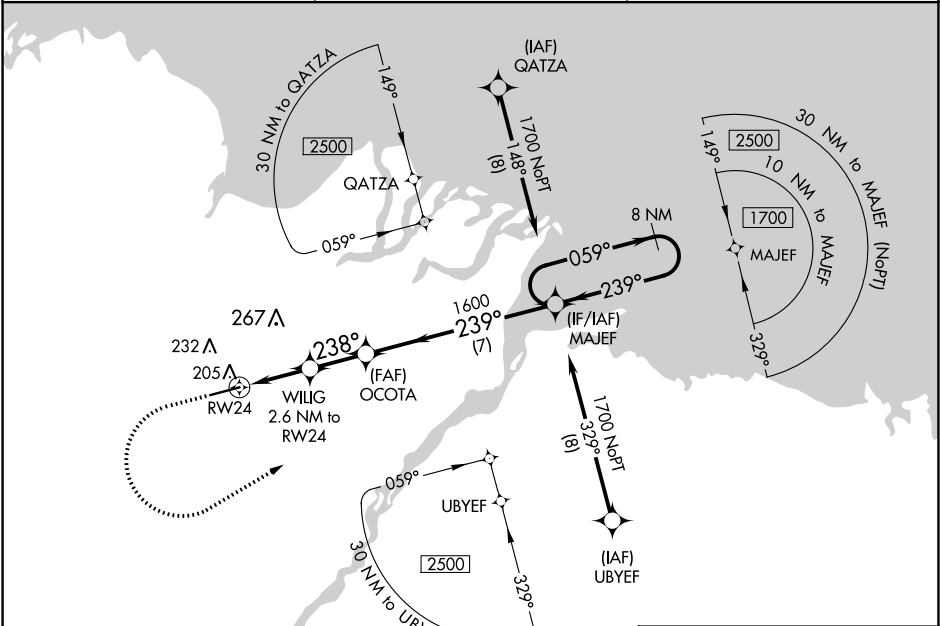 (IAF)
QATZA
30 NM to QATZA
149°
2500
QATZA
059°
1700 NoPT
148°
(8)
30 NM to MAJEF (NoPT)
149°
2500
10 NM to MAJEF
1700
MAJEF
329°
8 NM
059°
239°
(IF/IAF)
MAJEF
1600
239°
(7)
267
232
205
238°
RW24
WILIG
2.6 NM to
RW24
(FAF)
OCOTA
1700 NoPT
329°
(8)
(IAF)
UBYEF
059°
UBYEF
2500
329°
30 NM to